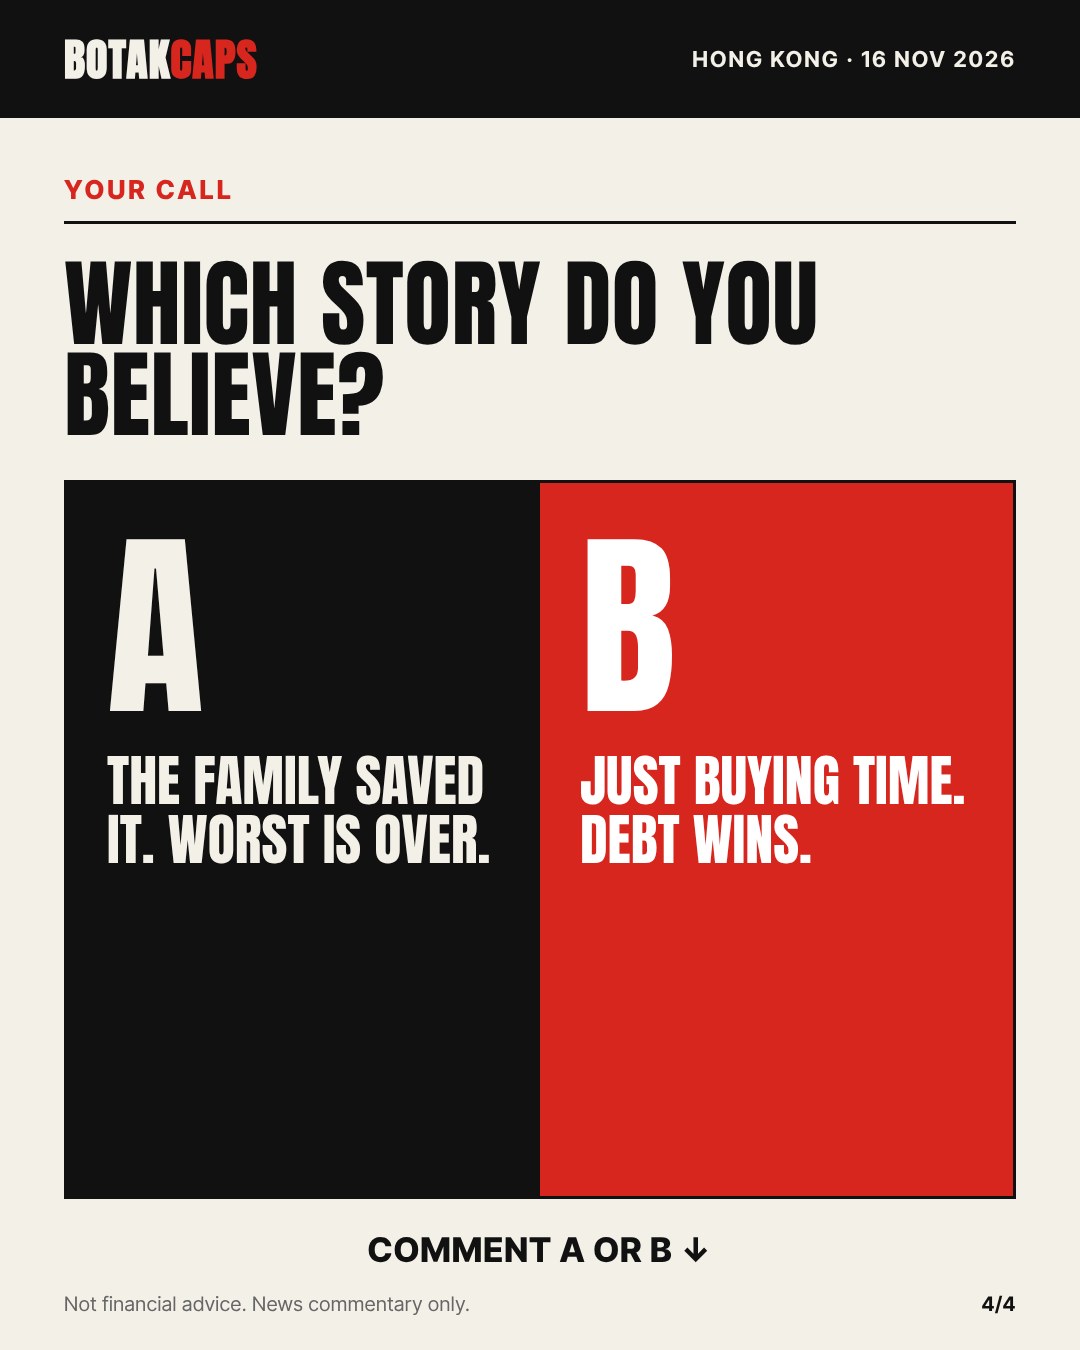 BOTAKCAPS
HONG KONG · 16 NOV 2026
YOUR CALL
WHICH STORY DO YOU
BELIEVE?
A
THE FAMILY SAVED
IT. WORST IS OVER.
B
JUST BUYING TIME.
DEBT WINS.
COMMENT A OR B ↓
Not financial advice. News commentary only.
4/4